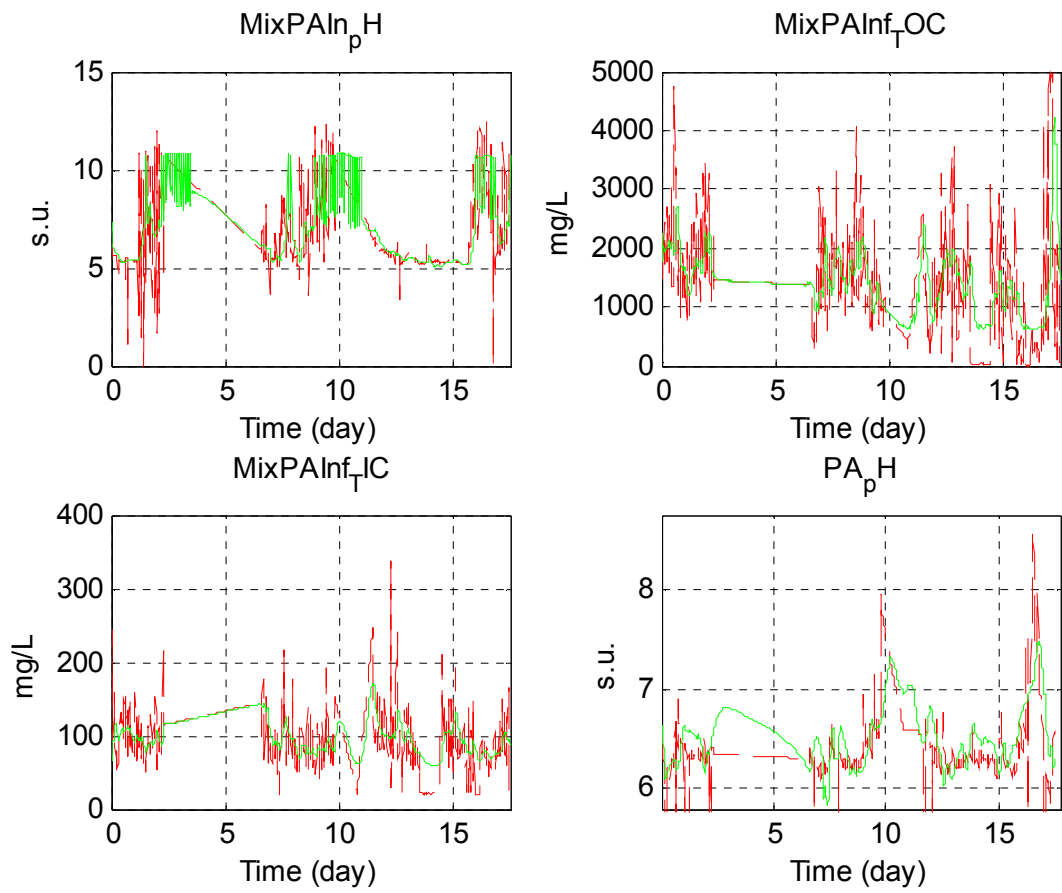 MixPAIn_pH
15
10
5
0
s.u.
0 5 10 15
Time (day)
MixPAInf_TOC
5000
4000
3000
2000
1000
0
mg/L
0 5 10 15
Time (day)
MixPAInf_TIC
400
300
200
100
0
mg/L
0 5 10 15
Time (day)
PA_pH
8
7
6
s.u.
5 10 15
Time (day)